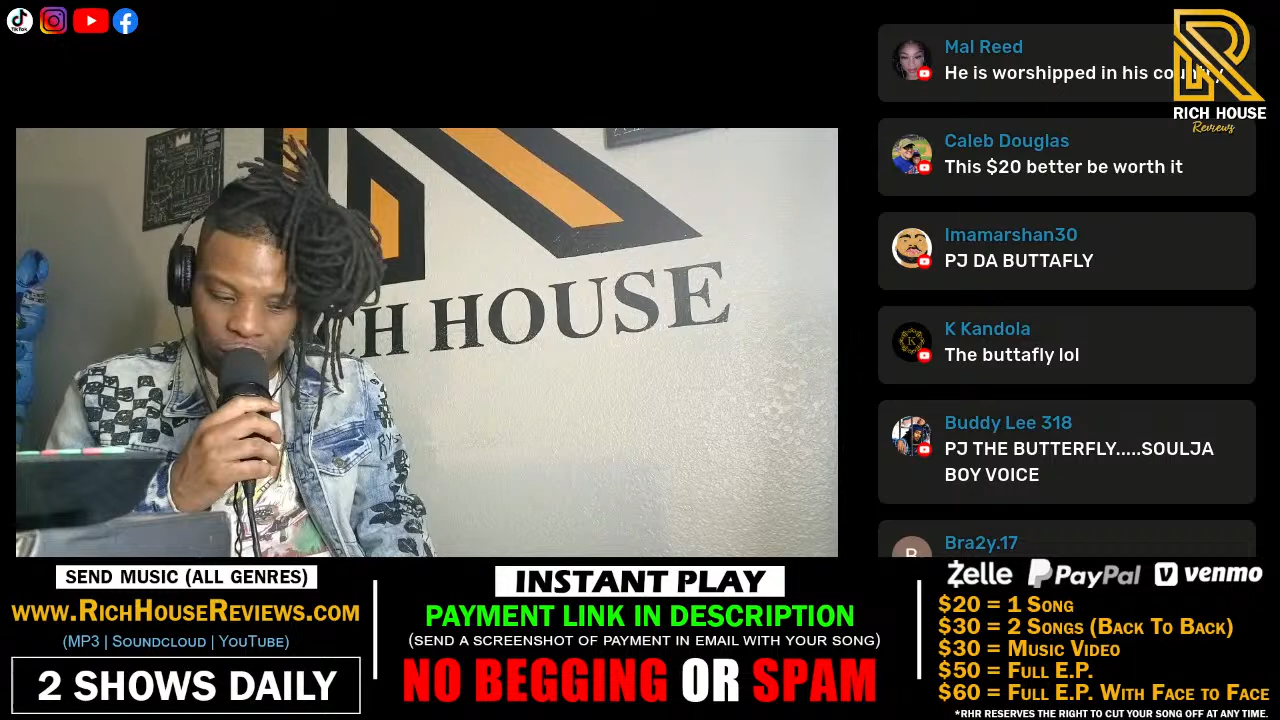 Mal Reed
He is worshipped in his country
RICH HOUSE
Reviews
Caleb Douglas
This $20 better be worth it
Imamarshan30
PJ DA BUTTAFLY
K Kandola
The buttafly lol
Buddy Lee 318
PJ THE BUTTERFLY.....SOULJA
BOY VOICE
Bra2y.17
CH HOUSE
SEND MUSIC (ALL GENRES)
www.RichHouseReviews.com
(MP3 | Soundcloud | YouTube)
2 SHOWS DAILY
INSTANT PLAY
PAYMENT LINK IN DESCRIPTION
(SEND A SCREENSHOT OF PAYMENT IN EMAIL WITH YOUR SONG)
NO BEGGING OR SPAM
Zelle PayPal venmo
$20 = 1 Song
$30 = 2 Songs (Back To Back)
$30 = Music Video
$50 = Full E.P.
$60 = Full E.P. With Face to Face
*RHR RESERVES THE RIGHT TO CUT YOUR SONG OFF AT ANY TIME.